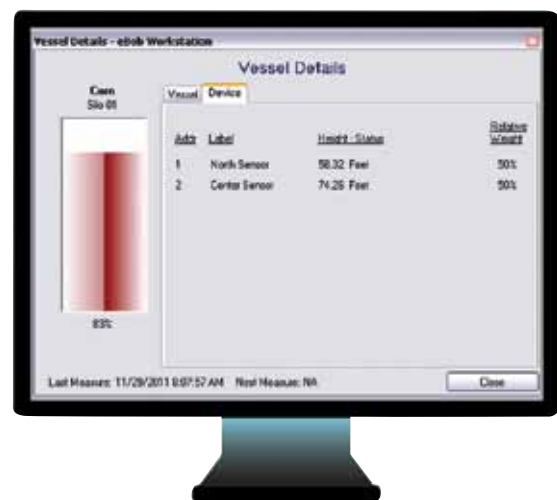 Vessel Details - eBob Workstation
Vessel Details
Corn
Silo 01
Vessel Device
Addr Label Height / Status Relative Weight
1 North Sensor 58.32 Feet 50%
2 Center Sensor 74.26 Feet 50%
83%
Last Measure: 11/29/2011 8:07:57 AM Next Measure: NA
Close